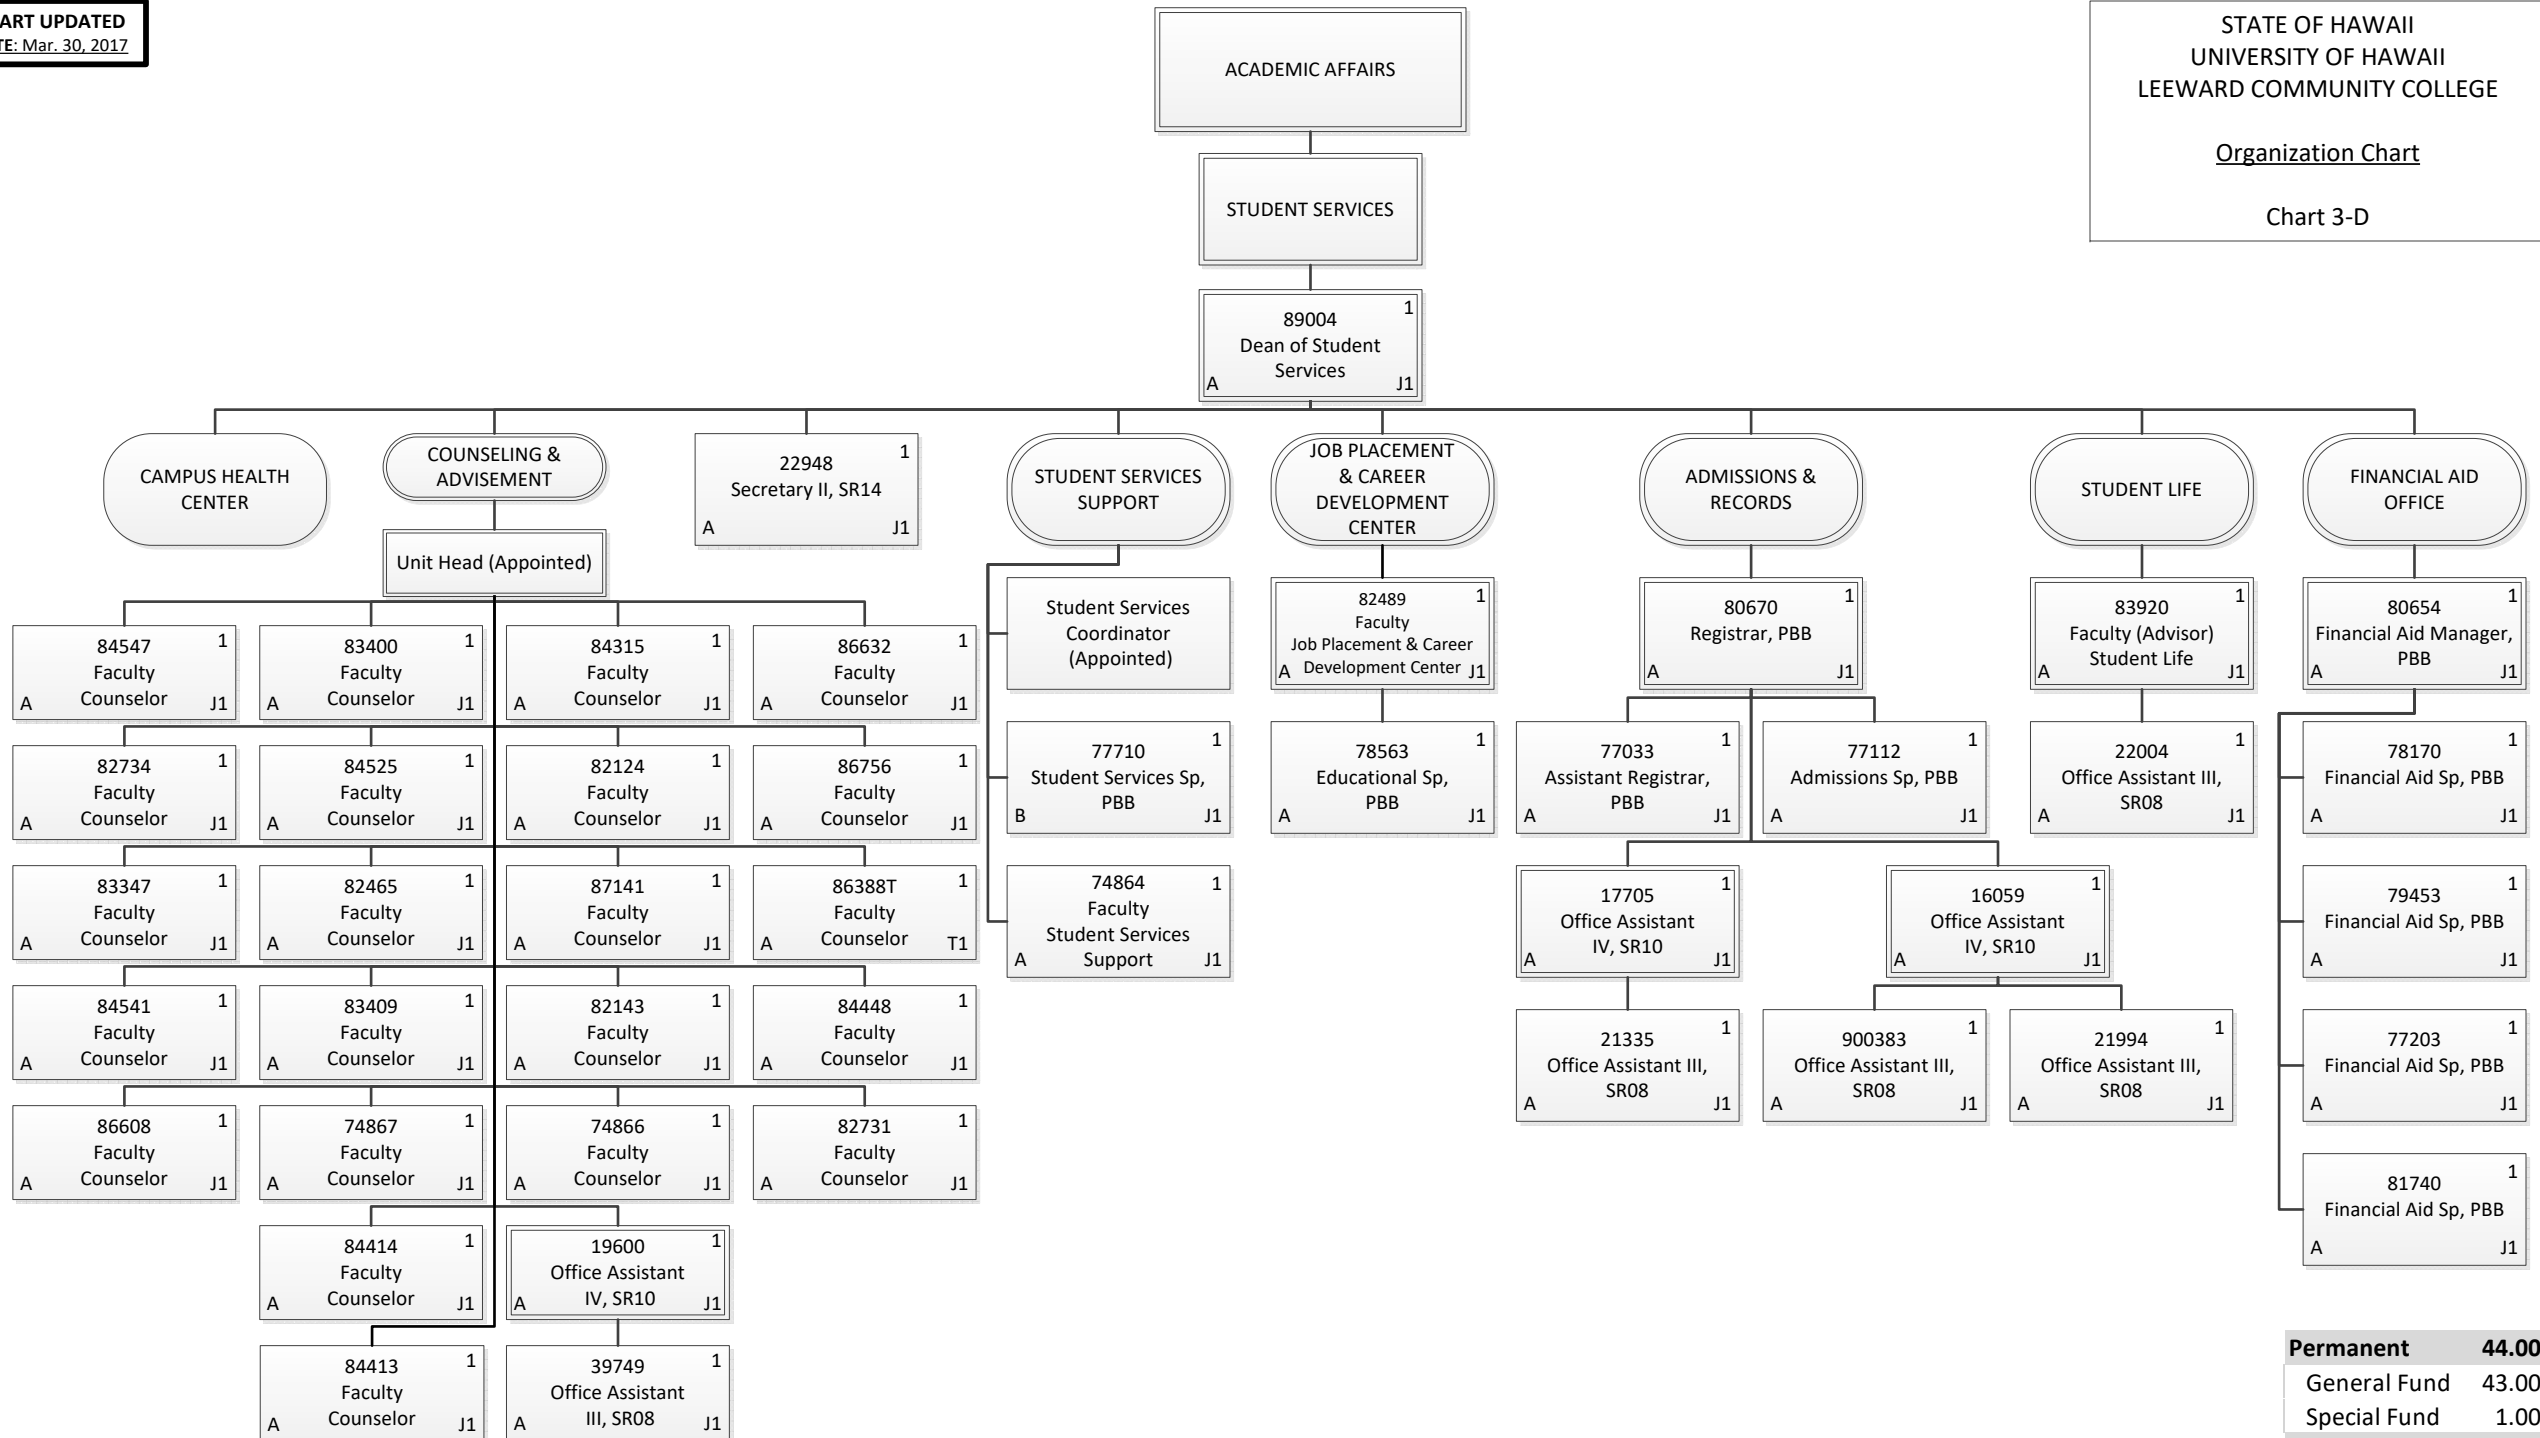 ART UPDATED
TE: Mar. 30, 2017
STATE OF HAWAII
UNIVERSITY OF HAWAII
LEEWARD COMMUNITY COLLEGE
Organization Chart
Chart 3-D
ACADEMIC AFFAIRS
STUDENT SERVICES
1
89004
Dean of Student
Services
A J1
CAMPUS HEALTH
CENTER
COUNSELING &
ADVISEMENT
Unit Head (Appointed)
1
84547
Faculty
Counselor
A J1
1
83400
Faculty
Counselor
A J1
1
84315
Faculty
Counselor
A J1
1
86632
Faculty
Counselor
A J1
1
82734
Faculty
Counselor
A J1
1
84525
Faculty
Counselor
A J1
1
82124
Faculty
Counselor
A J1
1
86756
Faculty
Counselor
A J1
1
83347
Faculty
Counselor
A J1
1
82465
Faculty
Counselor
A J1
1
87141
Faculty
Counselor
A J1
1
86388T
Faculty
Counselor
A T1
1
84541
Faculty
Counselor
A J1
1
83409
Faculty
Counselor
A J1
1
82143
Faculty
Counselor
A J1
1
84448
Faculty
Counselor
A J1
1
86608
Faculty
Counselor
A J1
1
74867
Faculty
Counselor
A J1
1
74866
Faculty
Counselor
A J1
1
82731
Faculty
Counselor
A J1
1
84414
Faculty
Counselor
A J1
1
19600
Office Assistant
IV, SR10
A J1
1
84413
Faculty
Counselor
A J1
1
39749
Office Assistant
III, SR08
A J1
1
22948
Secretary II, SR14
A J1
STUDENT SERVICES
SUPPORT
Student Services
Coordinator
(Appointed)
1
77710
Student Services Sp,
PBB
B J1
1
74864
Faculty
Student Services
Support
A J1
JOB PLACEMENT
& CAREER
DEVELOPMENT
CENTER
1
82489
Faculty
Job Placement & Career
Development Center
A J1
1
78563
Educational Sp,
PBB
A J1
ADMISSIONS &
RECORDS
1
80670
Registrar, PBB
A J1
1
77033
Assistant Registrar,
PBB
A J1
1
77112
Admissions Sp, PBB
A J1
1
17705
Office Assistant
IV, SR10
A J1
1
16059
Office Assistant
IV, SR10
A J1
1
21335
Office Assistant III,
SR08
A J1
1
900383
Office Assistant III,
SR08
A J1
1
21994
Office Assistant III,
SR08
A J1
STUDENT LIFE
1
83920
Faculty (Advisor)
Student Life
A J1
1
22004
Office Assistant III,
SR08
A J1
FINANCIAL AID
OFFICE
1
80654
Financial Aid Manager,
PBB
A J1
1
78170
Financial Aid Sp, PBB
A J1
1
79453
Financial Aid Sp, PBB
A J1
1
77203
Financial Aid Sp, PBB
A J1
1
81740
Financial Aid Sp, PBB
A J1
Permanent 44.00
General Fund 43.00
Special Fund 1.00